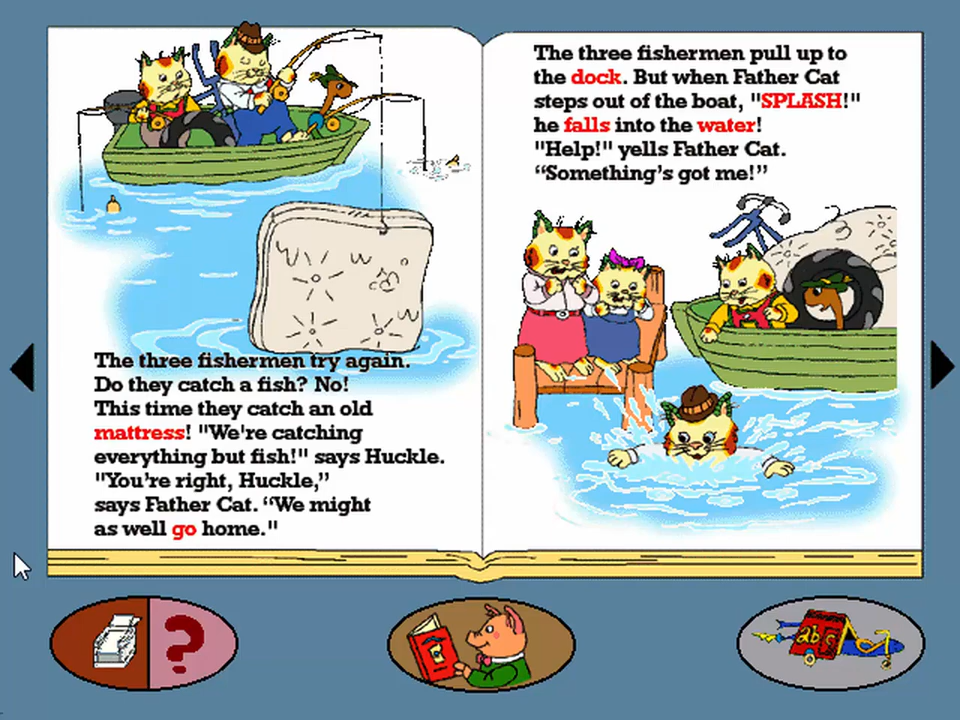 The three fishermen try again.
Do they catch a fish? No!
This time they catch an old
mattress! "We're catching
everything but fish!" says Huckle.
"You're right, Huckle,”
says Father Cat. “We might
as well go home."
The three fishermen pull up to
the dock. But when Father Cat
steps out of the boat, "SPLASH!"
he falls into the water!
"Help!" yells Father Cat.
“Something's got me!”
?
abc